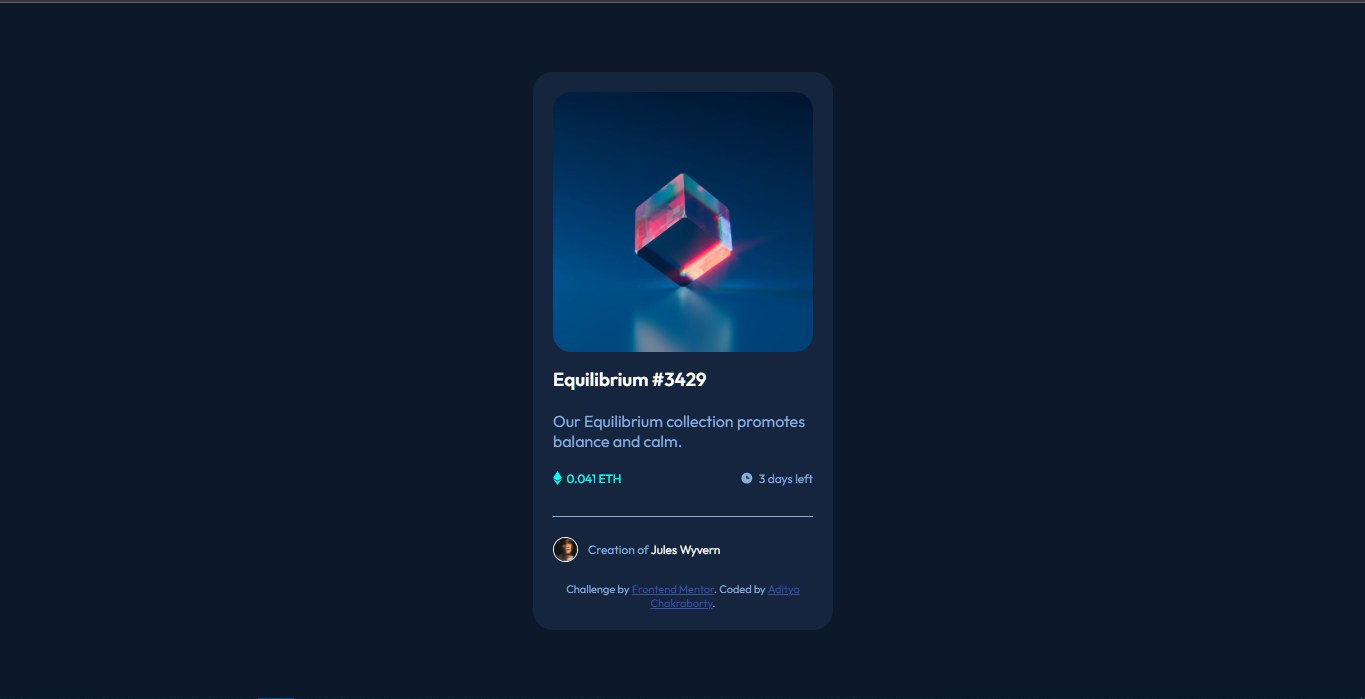 Equilibrium #3429
Our Equilibrium collection promotes
balance and calm.
0.041 ETH
3 days left
Creation of Jules Wyvern
Challenge by Frontend Mentor. Coded by Aditya
Chakraborty.